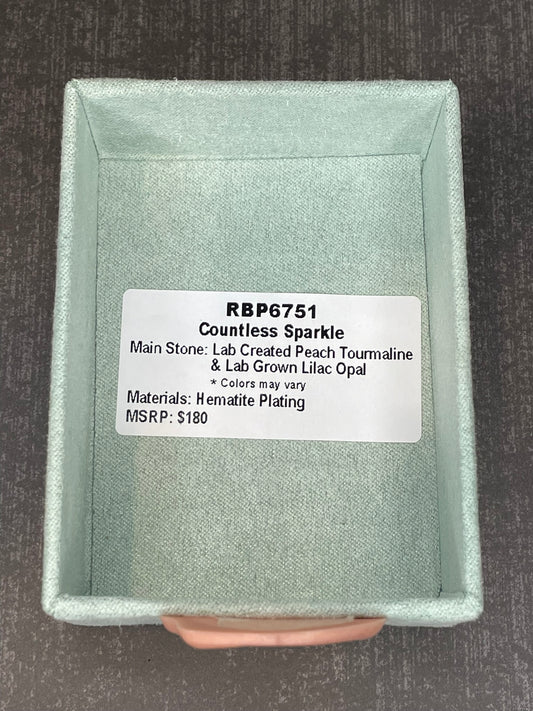 RBP6751
Countless Sparkle
Main Stone: Lab Created Peach Tourmaline
& Lab Grown Lilac Opal
* Colors may vary
Materials: Hematite Plating
MSRP: $180